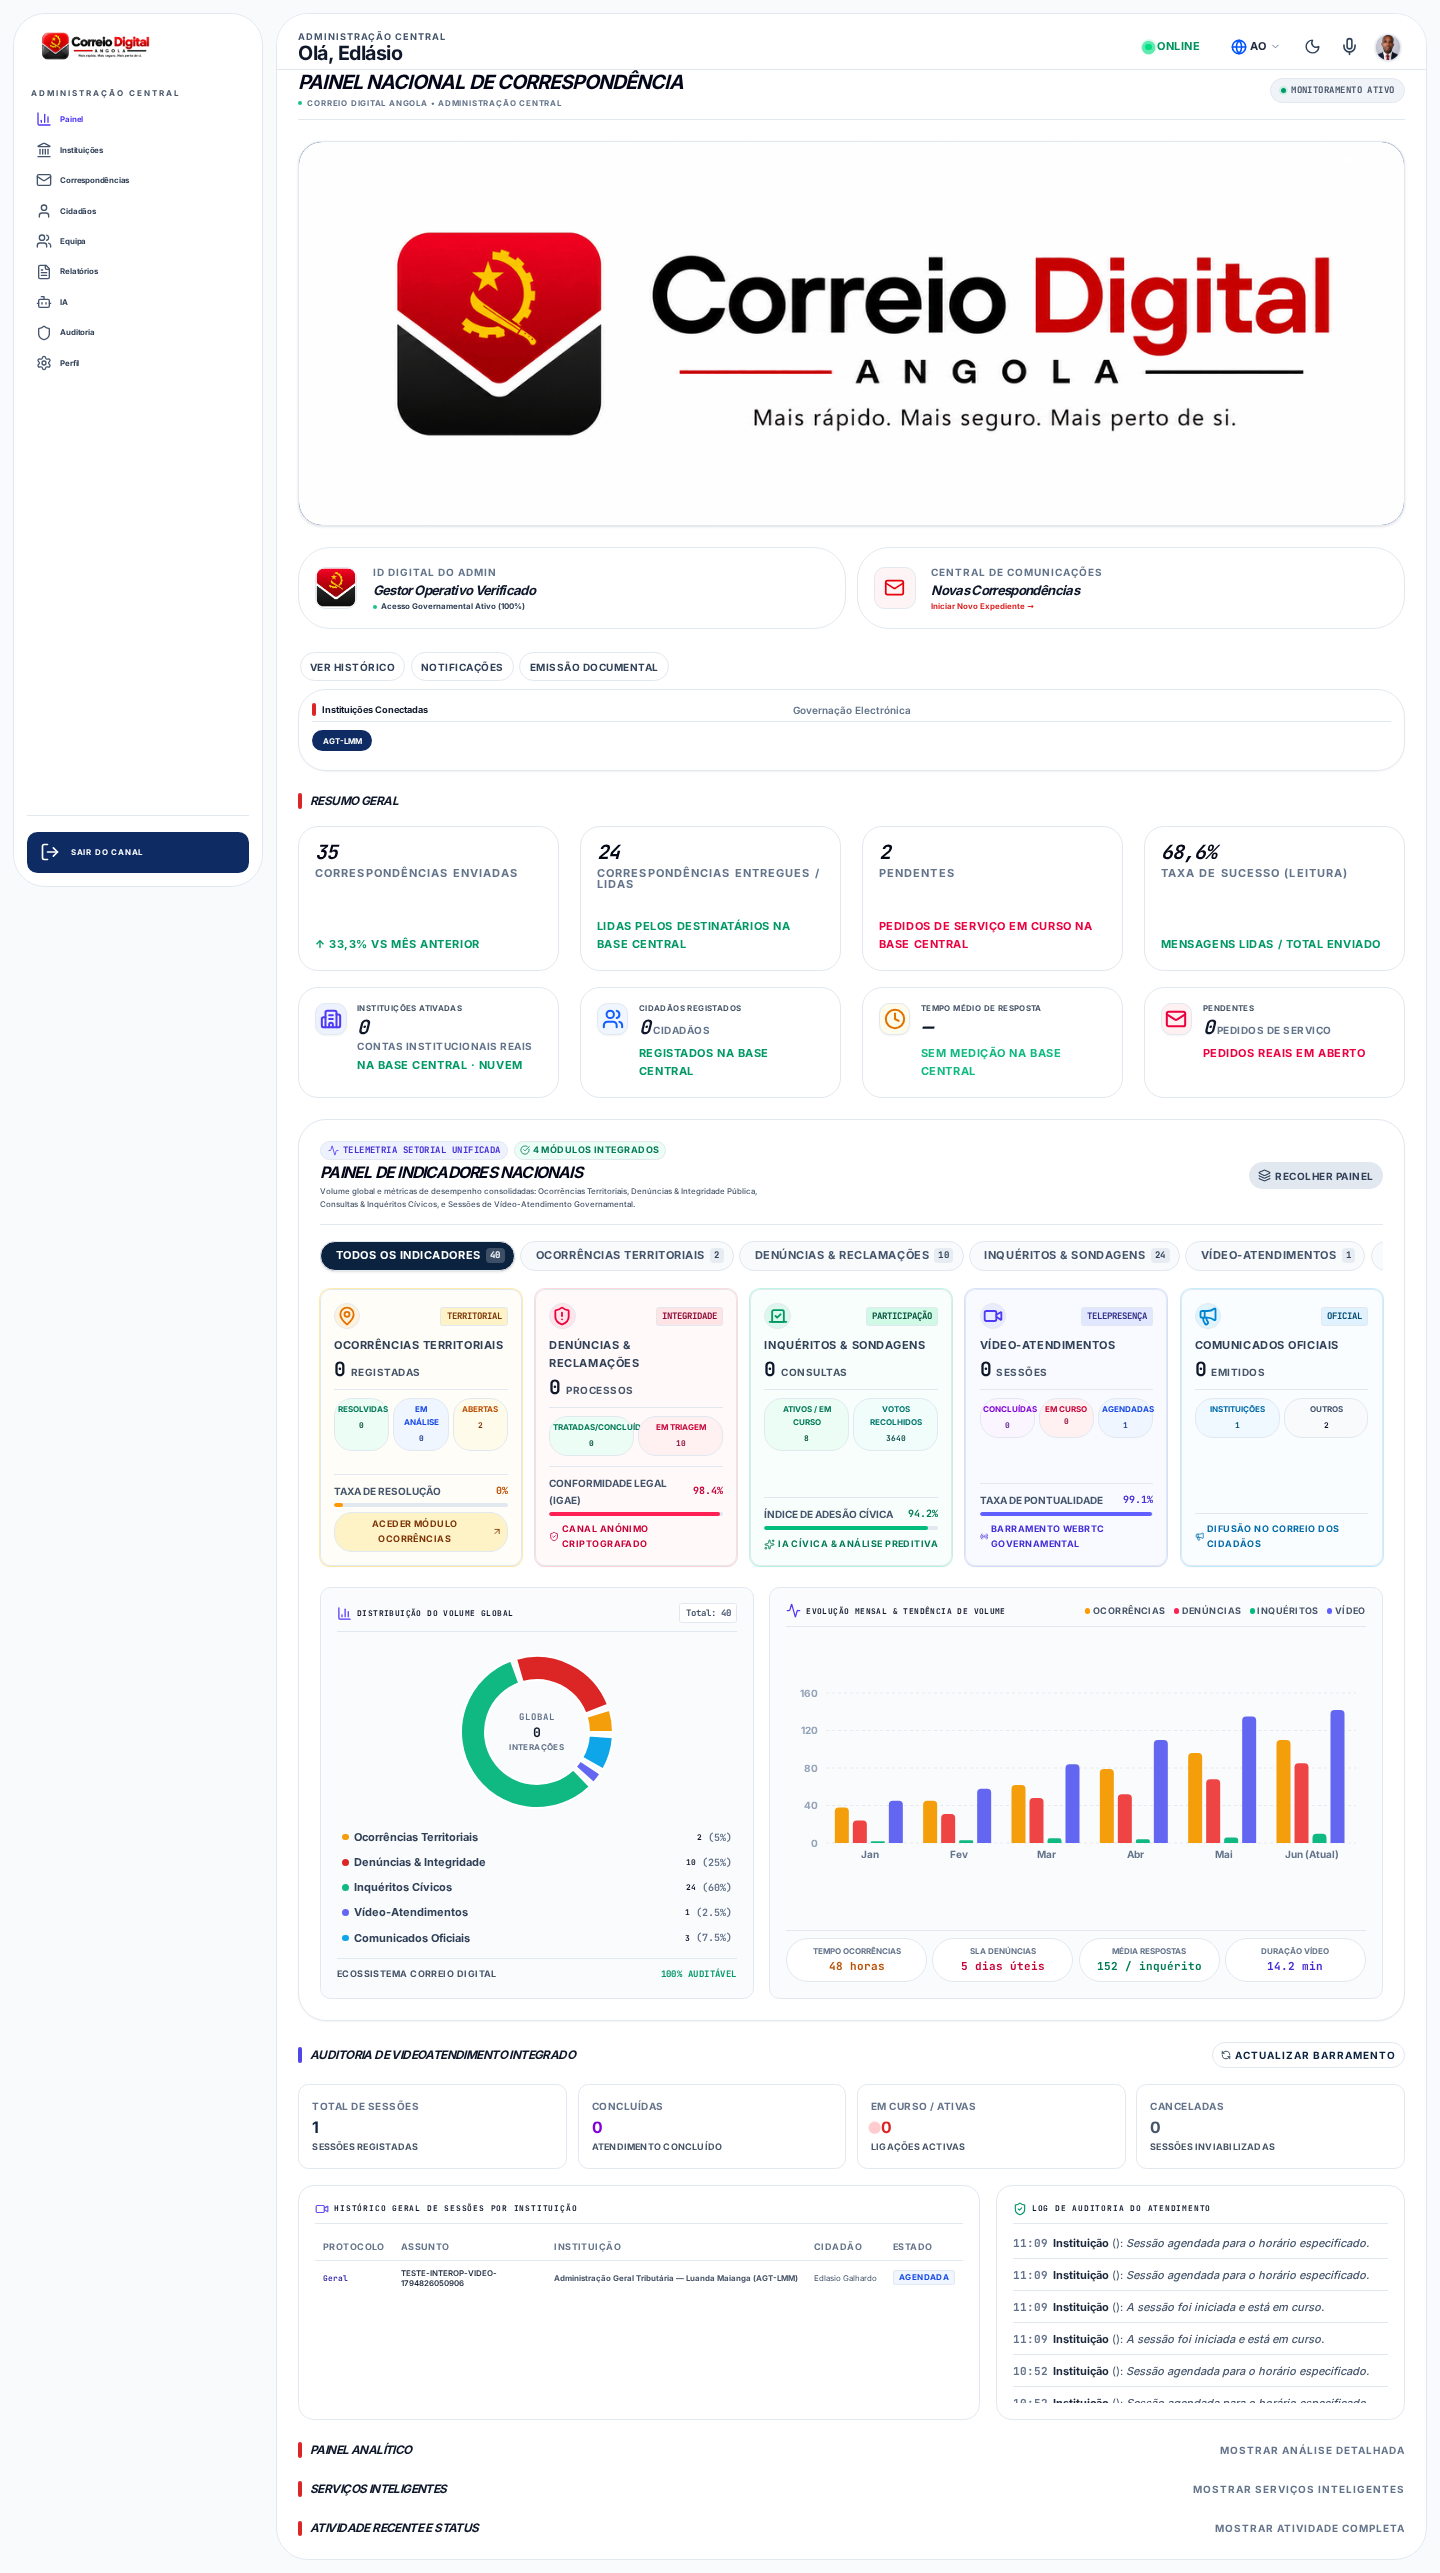 Correio Digital
ANGOLA
Mais rápido. Mais seguro. Mais perto de si.
ADMINISTRAÇÃO CENTRAL
Painel
Instituições
Correspondências
Cidadãos
Equipa
Relatórios
IA
Auditoria
Perfil
SAIR DO CANAL
ADMINISTRAÇÃO CENTRAL
Olá, Edlásio
ONLINE
AO
PAINEL NACIONAL DE CORRESPONDÊNCIA
CORREIO DIGITAL ANGOLA • ADMINISTRAÇÃO CENTRAL
MONITORAMENTO ATIVO
Correio Digital
ANGOLA
Mais rápido. Mais seguro. Mais perto de si.
ID DIGITAL DO ADMIN
Gestor Operativo Verificado
Acesso Governamental Ativo (100%)
CENTRAL DE COMUNICAÇÕES
Novas Correspondências
Iniciar Novo Expediente →
VER HISTÓRICO
NOTIFICAÇÕES
EMISSÃO DOCUMENTAL
Instituições Conectadas
Governação Electrónica
AGT-LMM
RESUMO GERAL
35
CORRESPONDÊNCIAS ENVIADAS
↑ 33,3% VS MÊS ANTERIOR
24
CORRESPONDÊNCIAS ENTREGUES /
LIDAS
LIDAS PELOS DESTINATÁRIOS NA
BASE CENTRAL
2
PENDENTES
PEDIDOS DE SERVIÇO EM CURSO NA
BASE CENTRAL
68,6%
TAXA DE SUCESSO (LEITURA)
MENSAGENS LIDAS / TOTAL ENVIADO
INSTITUIÇÕES ATIVADAS
0
CONTAS INSTITUCIONAIS REAIS
NA BASE CENTRAL · NUVEM
CIDADÃOS REGISTADOS
0 CIDADÃOS
REGISTADOS NA BASE
CENTRAL
TEMPO MÉDIO DE RESPOSTA
—
SEM MEDIÇÃO NA BASE
CENTRAL
PENDENTES
0 PEDIDOS DE SERVIÇO
PEDIDOS REAIS EM ABERTO
TELEMETRIA SETORIAL UNIFICADA
4 MÓDULOS INTEGRADOS
PAINEL DE INDICADORES NACIONAIS
Volume global e métricas de desempenho consolidadas: Ocorrências Territoriais, Denúncias & Integridade Pública,
Consultas & Inquéritos Cívicos, e Sessões de Vídeo-Atendimento Governamental.
RECOLHER PAINEL
TODOS OS INDICADORES 40
OCORRÊNCIAS TERRITORIAIS 2
DENÚNCIAS & RECLAMAÇÕES 10
INQUÉRITOS & SONDAGENS 24
VÍDEO-ATENDIMENTOS 1
TERRITORIAL
OCORRÊNCIAS TERRITORIAIS
0 REGISTADAS
RESOLVIDAS
0
EM
ANÁLISE
0
ABERTAS
2
TAXA DE RESOLUÇÃO 0%
ACEDER MÓDULO
OCORRÊNCIAS
INTEGRIDADE
DENÚNCIAS &
RECLAMAÇÕES
0 PROCESSOS
TRATADAS/CONCLUÍD
0
EM TRIAGEM
10
CONFORMIDADE LEGAL
(IGAE)
98.4%
CANAL ANÓNIMO
CRIPTOGRAFADO
PARTICIPAÇÃO
INQUÉRITOS & SONDAGENS
0 CONSULTAS
ATIVOS / EM
CURSO
8
VOTOS
RECOLHIDOS
3640
ÍNDICE DE ADESÃO CÍVICA 94.2%
IA CÍVICA & ANÁLISE PREDITIVA
TELEPRESENÇA
VÍDEO-ATENDIMENTOS
0 SESSÕES
CONCLUÍDAS
0
EM CURSO
0
AGENDADAS
1
TAXA DE PONTUALIDADE 99.1%
BARRAMENTO WEBRTC
GOVERNAMENTAL
OFICIAL
COMUNICADOS OFICIAIS
0 EMITIDOS
INSTITUIÇÕES
1
OUTROS
2
DIFUSÃO NO CORREIO DOS
CIDADÃOS
DISTRIBUIÇÃO DO VOLUME GLOBAL
Total: 40
GLOBAL
0
INTERAÇÕES
Ocorrências Territoriais 2 (5%)
Denúncias & Integridade 10 (25%)
Inquéritos Cívicos 24 (60%)
Vídeo-Atendimentos 1 (2.5%)
Comunicados Oficiais 3 (7.5%)
ECOSSISTEMA CORREIO DIGITAL
100% AUDITÁVEL
EVOLUÇÃO MENSAL & TENDÊNCIA DE VOLUME
OCORRÊNCIAS DENÚNCIAS INQUÉRITOS VÍDEO
160
120
80
40
0
Jan Fev Mar Abr Mai Jun (Atual)
TEMPO OCORRÊNCIAS
48 horas
SLA DENÚNCIAS
5 dias úteis
MÉDIA RESPOSTAS
152 / inquérito
DURAÇÃO VÍDEO
14.2 min
AUDITORIA DE VIDEOATENDIMENTO INTEGRADO
ACTUALIZAR BARRAMENTO
TOTAL DE SESSÕES
1
SESSÕES REGISTADAS
CONCLUÍDAS
0
ATENDIMENTO CONCLUÍDO
EM CURSO / ATIVAS
0
LIGAÇÕES ACTIVAS
CANCELADAS
0
SESSÕES INVIABILIZADAS
HISTÓRICO GERAL DE SESSÕES POR INSTITUIÇÃO
PROTOCOLO ASSUNTO INSTITUIÇÃO CIDADÃO ESTADO
Geral
TESTE-INTEROP-VIDEO-
1794826050906
Administração Geral Tributária — Luanda Maianga (AGT-LMM)
Edlasio Galhardo
AGENDADA
LOG DE AUDITORIA DO ATENDIMENTO
11:09 Instituição (): Sessão agendada para o horário especificado.
11:09 Instituição (): Sessão agendada para o horário especificado.
11:09 Instituição (): A sessão foi iniciada e está em curso.
11:09 Instituição (): A sessão foi iniciada e está em curso.
10:52 Instituição (): Sessão agendada para o horário especificado.
10:52 Instituição (): Sessão agendada para o horário especificado.
PAINEL ANALÍTICO
MOSTRAR ANÁLISE DETALHADA
SERVIÇOS INTELIGENTES
MOSTRAR SERVIÇOS INTELIGENTES
ATIVIDADE RECENTE E STATUS
MOSTRAR ATIVIDADE COMPLETA